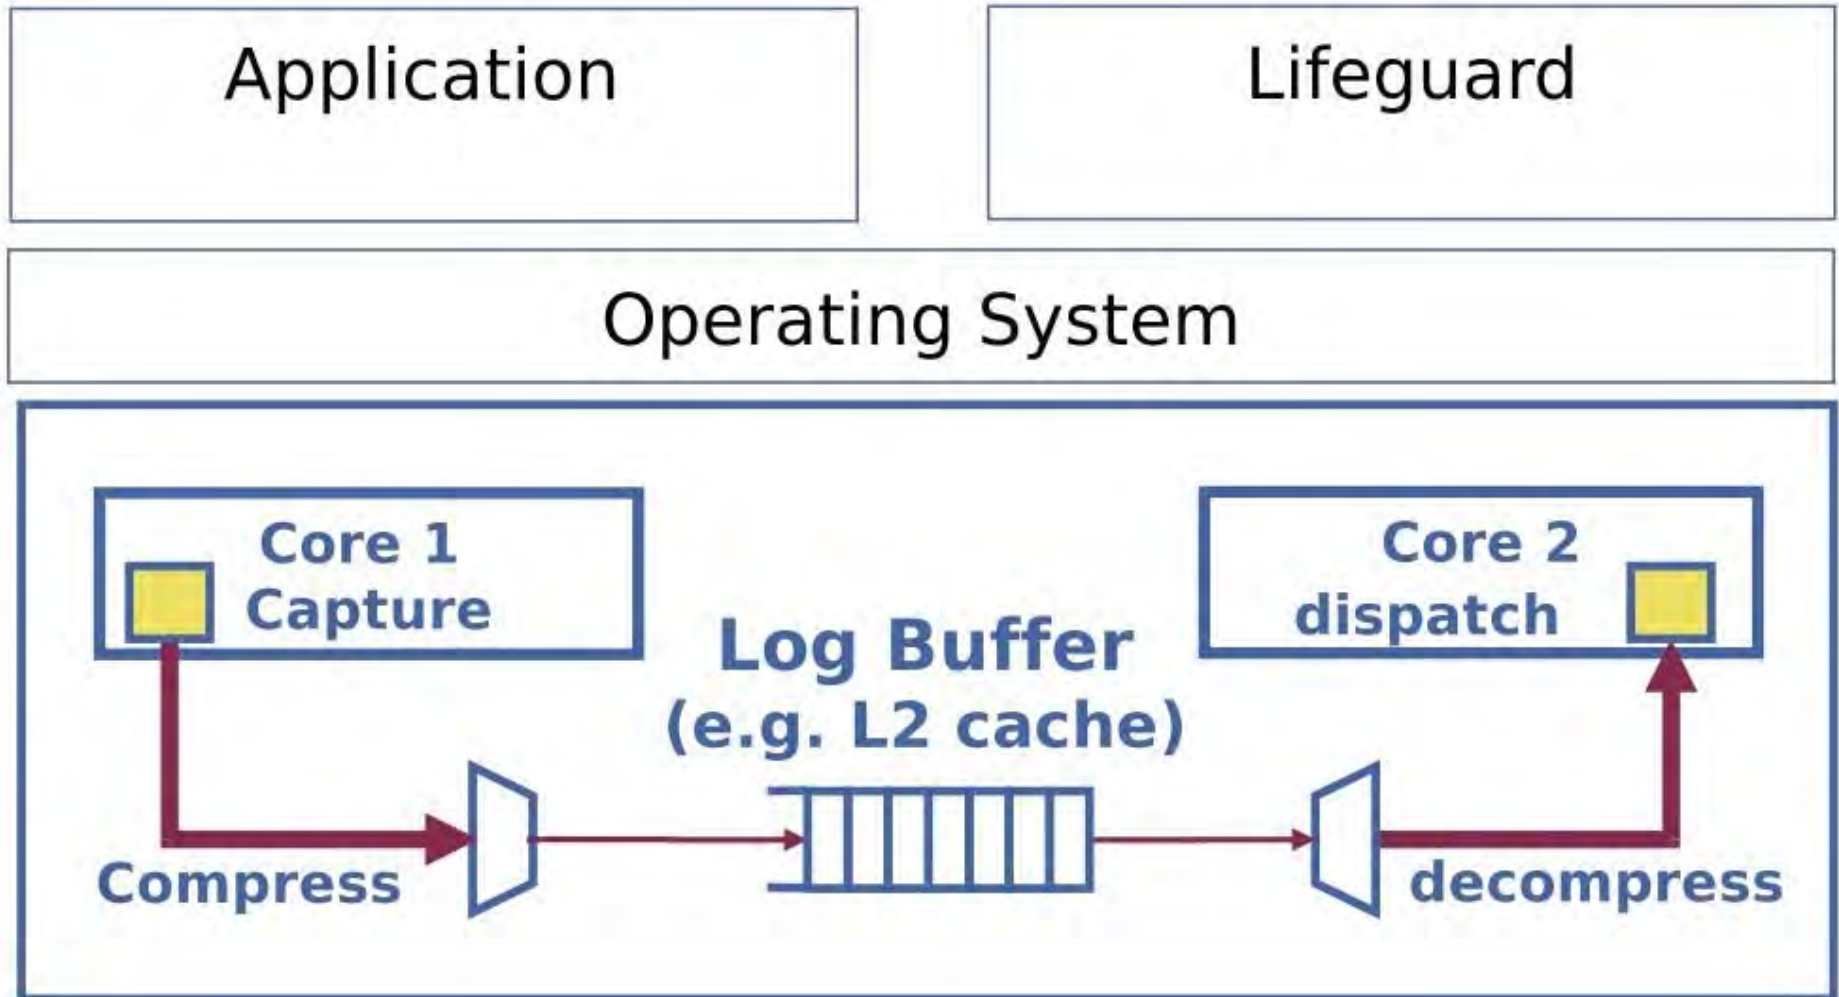 Application
Lifeguard
Operating System
Core 1
Capture
Core 2
dispatch
Log Buffer
(e.g. L2 cache)
Compress
decompress